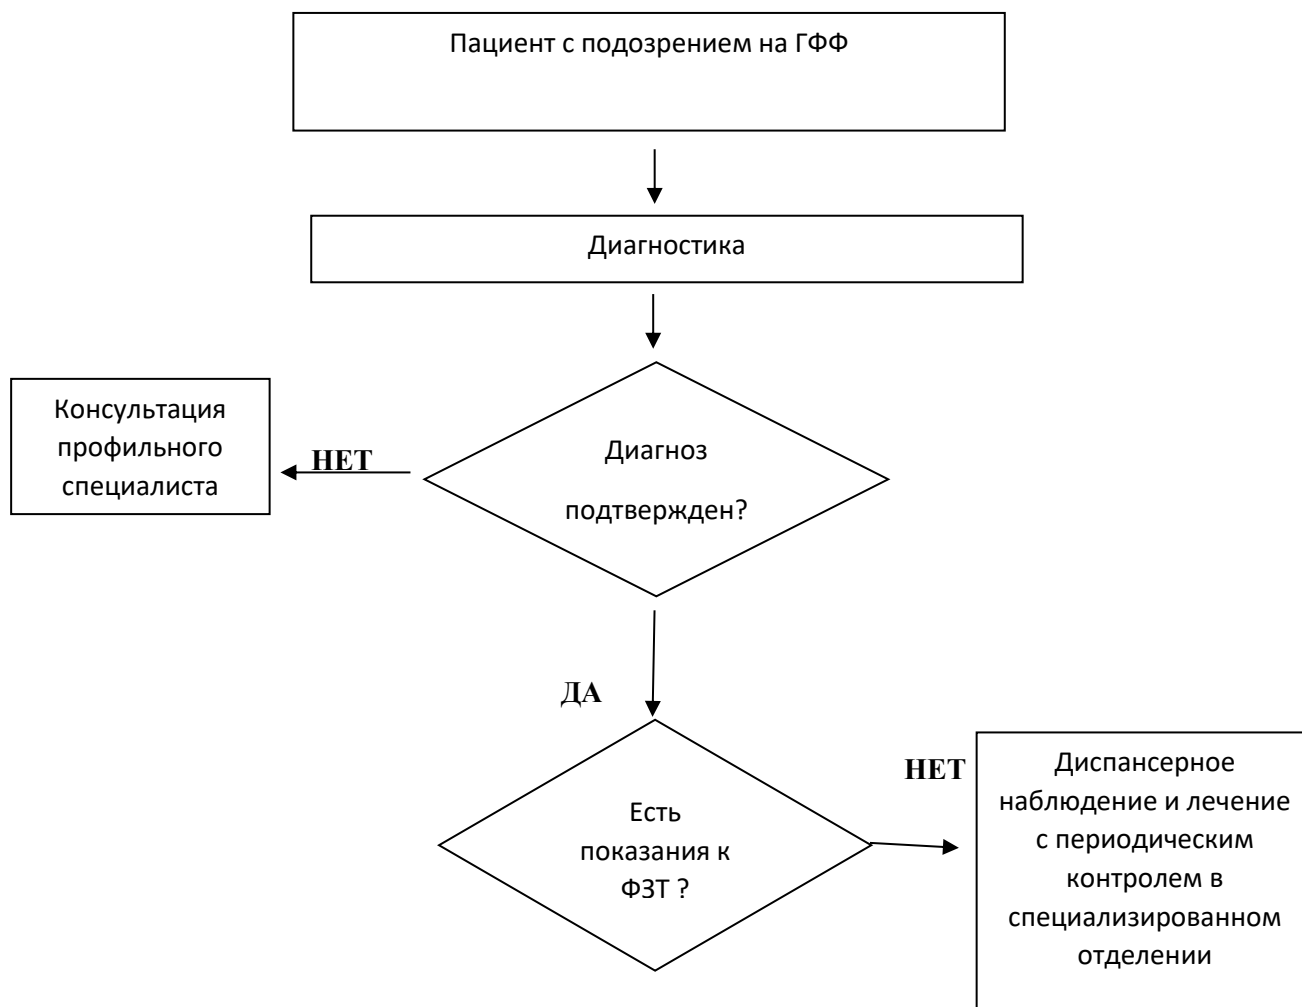 Пациент с подозрением на ГФФ
Диагностика
Консультация
профильного
специалиста
НЕТ
Диагноз
подтвержден?
ДА
Есть
показания к
ФЗТ ?
НЕТ
Диспансерное
наблюдение и лечение
с периодическим
контролем в
специализированном
отделении